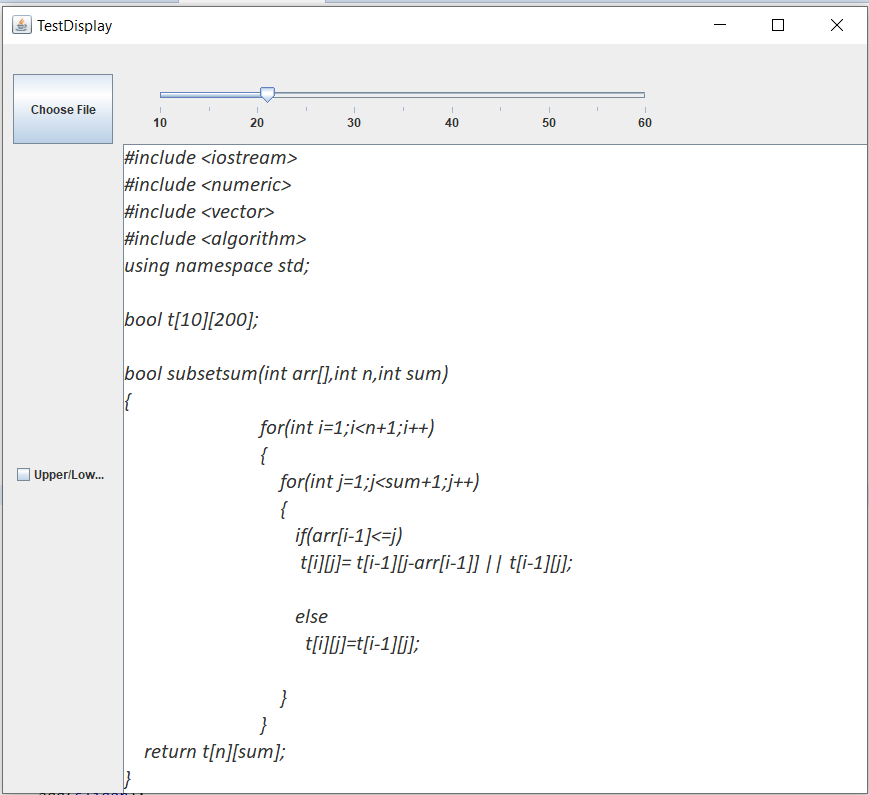 TestDisplay
Choose File
10 20 30 40 50 60
#include <iostream>
#include <numeric>
#include <vector>
#include <algorithm>
using namespace std;
bool t[10][200];
bool subsetsum(int arr[],int n,int sum)
{
for(int i=1;i<n+1;i++)
{
for(int j=1;j<sum+1;j++)
{
if(arr[i-1]<=j)
t[i][j]= t[i-1][j-arr[i-1]] || t[i-1][j];
else
t[i][j]=t[i-1][j];
}
}
return t[n][sum];
}
Upper/Low...